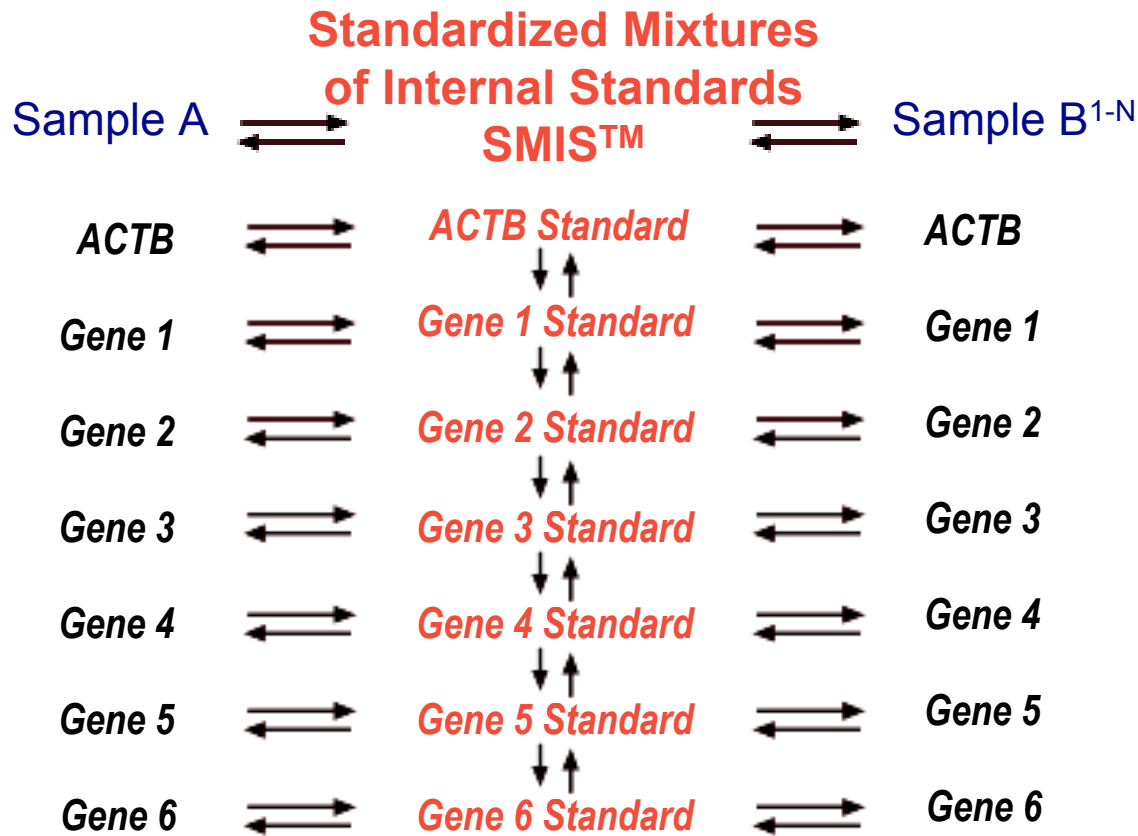 Standardized Mixtures
of Internal Standards
SMIS™
Sample A
Sample B¹⁻ᴺ
ACTB
ACTB Standard
ACTB
Gene 1
Gene 1 Standard
Gene 1
Gene 2
Gene 2 Standard
Gene 2
Gene 3
Gene 3 Standard
Gene 3
Gene 4
Gene 4 Standard
Gene 4
Gene 5
Gene 5 Standard
Gene 5
Gene 6
Gene 6 Standard
Gene 6